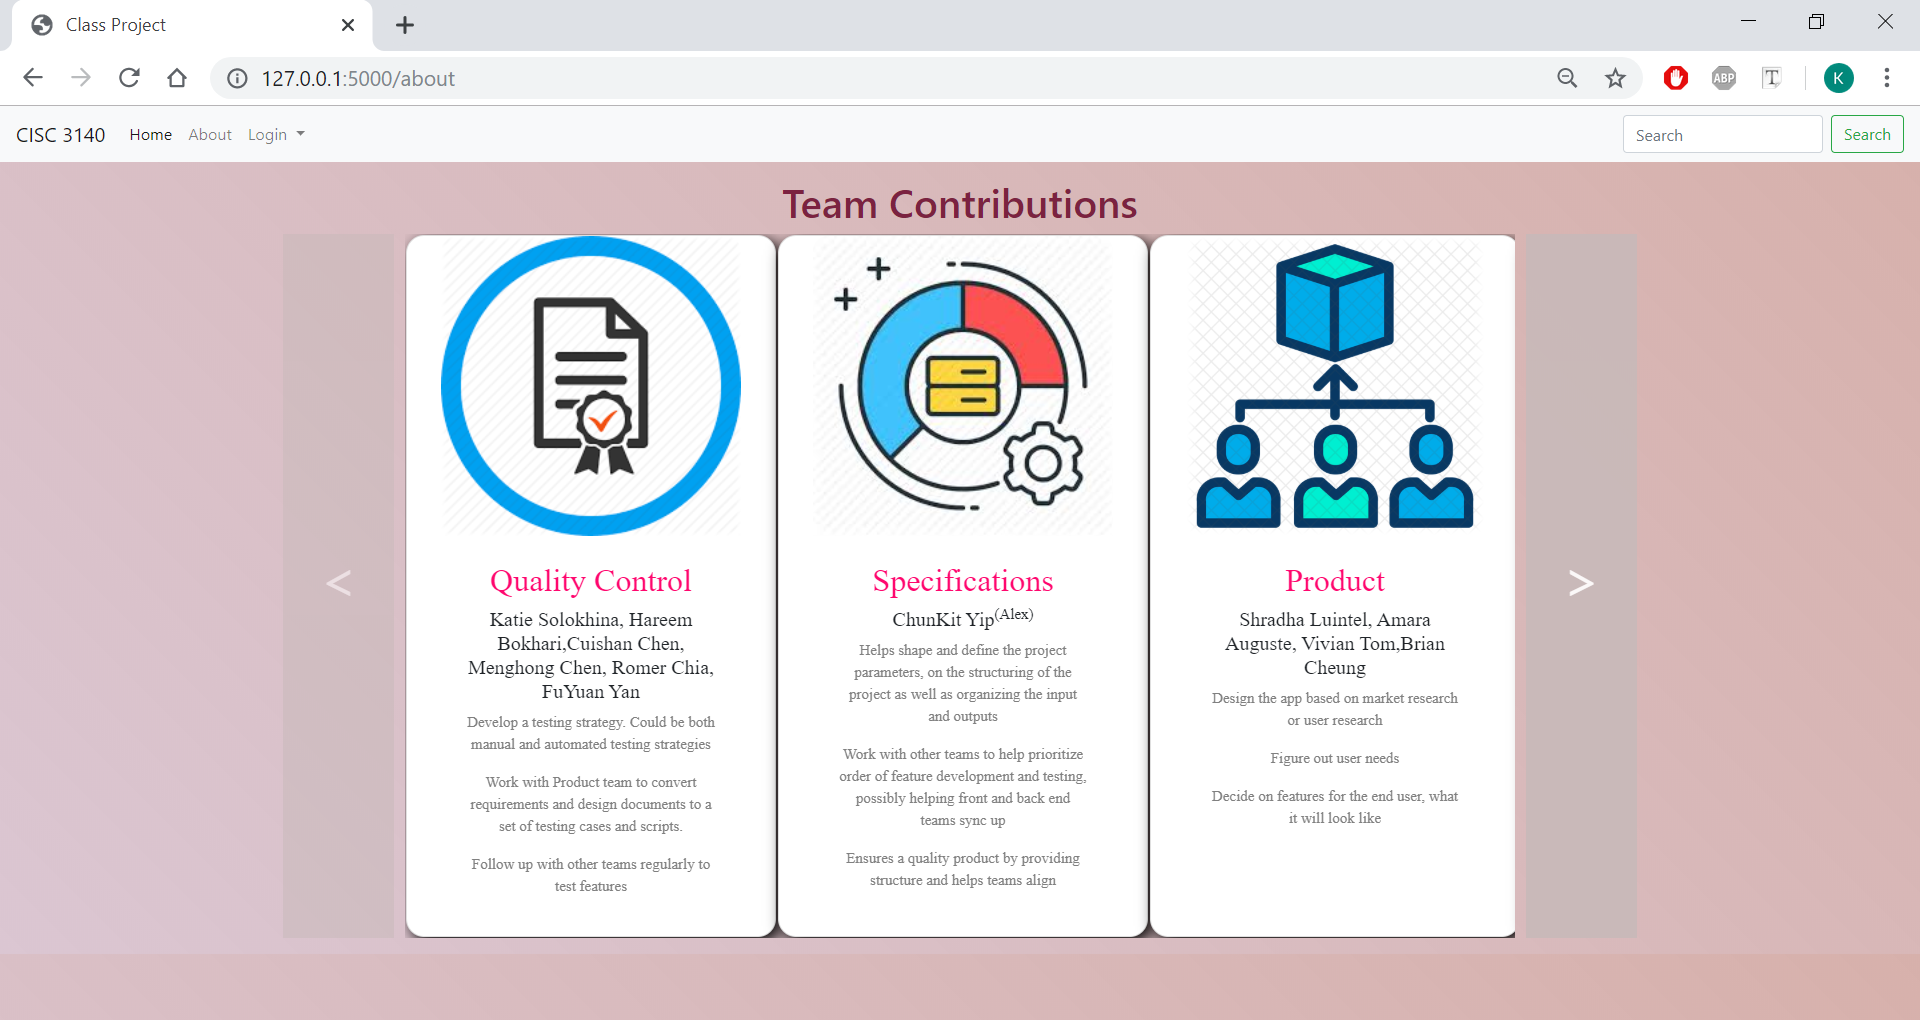 Class Project
127.0.0.1:5000/about
ABP
T
K
CISC 3140 Home About Login
Search
Search
Team Contributions
<
>
Quality Control
Katie Solokhina, Hareem
Bokhari,Cuishan Chen,
Menghong Chen, Romer Chia,
FuYuan Yan
Develop a testing strategy. Could be both
manual and automated testing strategies
Work with Product team to convert
requirements and design documents to a
set of testing cases and scripts.
Follow up with other teams regularly to
test features
Specifications
ChunKit Yip(Alex)
Helps shape and define the project
parameters, on the structuring of the
project as well as organizing the input
and outputs
Work with other teams to help prioritize
order of feature development and testing,
possibly helping front and back end
teams sync up
Ensures a quality product by providing
structure and helps teams align
Product
Shradha Luintel, Amara
Auguste, Vivian Tom,Brian
Cheung
Design the app based on market research
or user research
Figure out user needs
Decide on features for the end user, what
it will look like